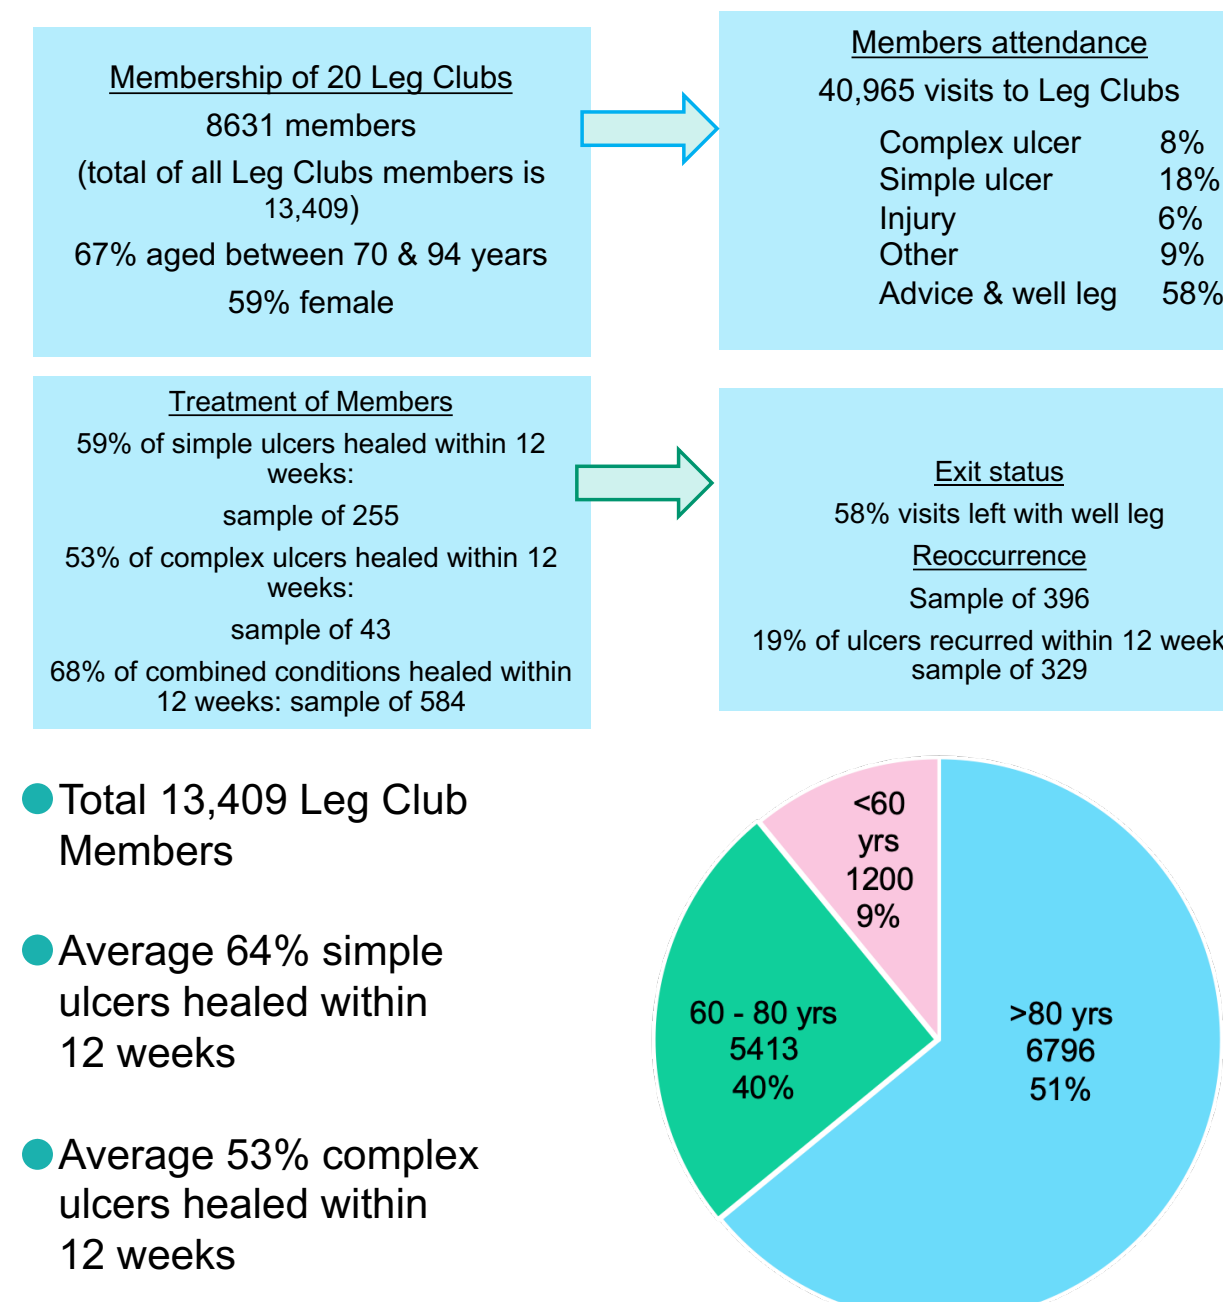 Membership of 20 Leg Clubs
8631 members
(total of all Leg Clubs members is
13,409)
67% aged between 70 & 94 years
59% female
Members attendance
40,965 visits to Leg Clubs
Complex ulcer 8%
Simple ulcer 18%
Injury 6%
Other 9%
Advice & well leg 58%
Treatment of Members
59% of simple ulcers healed within 12
weeks:
sample of 255
53% of complex ulcers healed within 12
weeks:
sample of 43
68% of combined conditions healed within
12 weeks: sample of 584
Exit status
58% visits left with well leg
Reoccurrence
Sample of 396
19% of ulcers recurred within 12 week
sample of 329
Total 13,409 Leg Club
Members
Average 64% simple
ulcers healed within
12 weeks
Average 53% complex
ulcers healed within
12 weeks
<60
yrs
1200
9%
60 - 80 yrs
5413
40%
>80 yrs
6796
51%